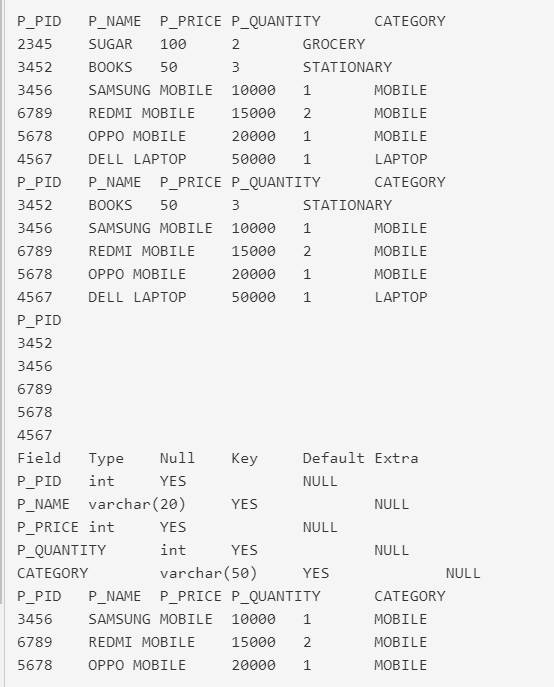 P_PID P_NAME P_PRICE P_QUANTITY CATEGORY
2345 SUGAR 100 2 GROCERY
3452 BOOKS 50 3 STATIONARY
3456 SAMSUNG MOBILE 10000 1 MOBILE
6789 REDMI MOBILE 15000 2 MOBILE
5678 OPPO MOBILE 20000 1 MOBILE
4567 DELL LAPTOP 50000 1 LAPTOP
P_PID P_NAME P_PRICE P_QUANTITY CATEGORY
3452 BOOKS 50 3 STATIONARY
3456 SAMSUNG MOBILE 10000 1 MOBILE
6789 REDMI MOBILE 15000 2 MOBILE
5678 OPPO MOBILE 20000 1 MOBILE
4567 DELL LAPTOP 50000 1 LAPTOP
P_PID
3452
3456
6789
5678
4567
Field Type Null Key Default Extra
P_PID int YES NULL
P_NAME varchar(20) YES NULL
P_PRICE int YES NULL
P_QUANTITY int YES NULL
CATEGORY varchar(50) YES NULL
P_PID P_NAME P_PRICE P_QUANTITY CATEGORY
3456 SAMSUNG MOBILE 10000 1 MOBILE
6789 REDMI MOBILE 15000 2 MOBILE
5678 OPPO MOBILE 20000 1 MOBILE